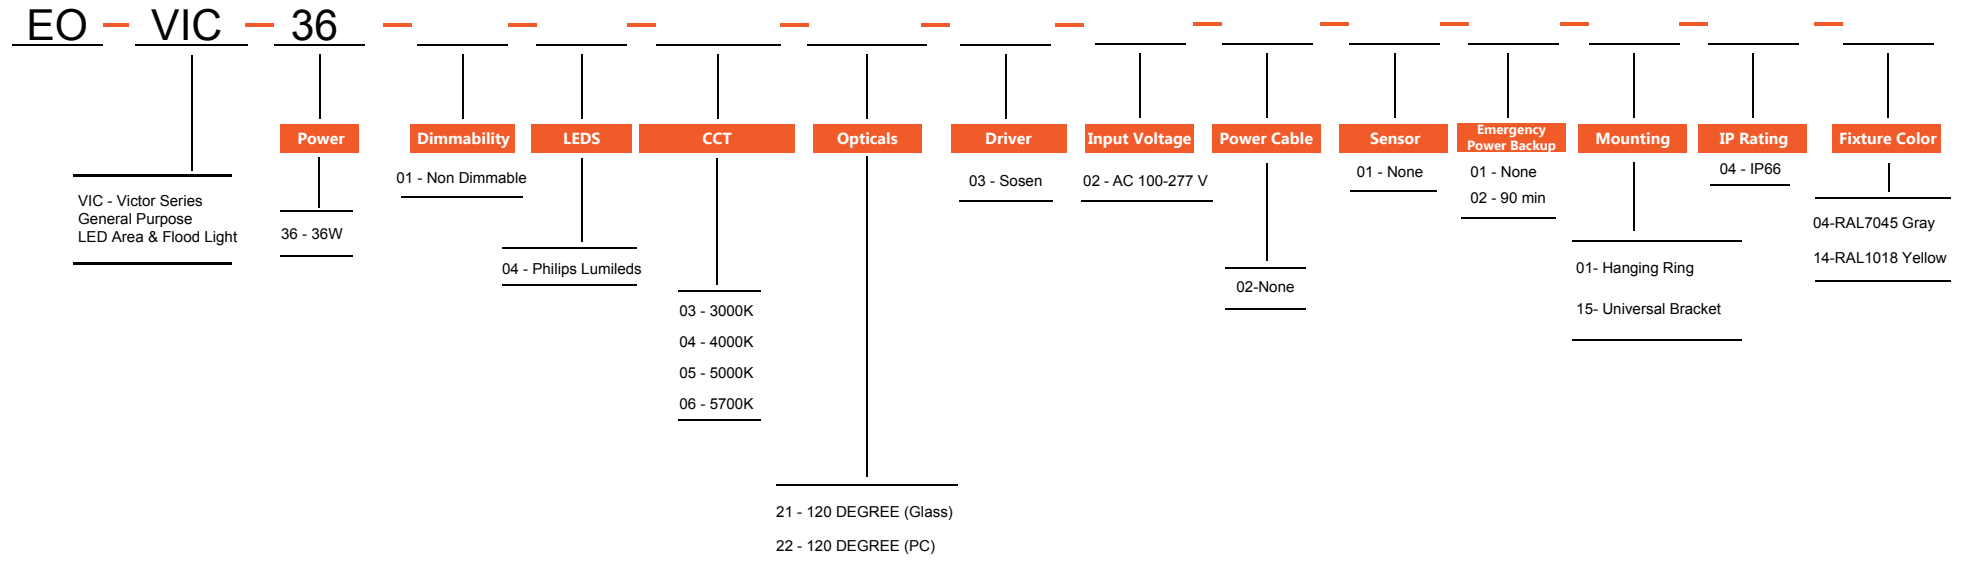 EO VIC 36
Power
Dimmability
LEDS
CCT
Opticals
Driver
Input Voltage
Power Cable
Sensor
Emergency
Power Backup
Mounting
IP Rating
Fixture Color
VIC - Victor Series
General Purpose
LED Area & Flood Light
36 - 36W
01 - Non Dimmable
04 - Philips Lumileds
03 - 3000K
04 - 4000K
05 - 5000K
06 - 5700K
21 - 120 DEGREE (Glass)
22 - 120 DEGREE (PC)
03 - Sosen
02 - AC 100-277 V
02-None
01 - None
01 - None
02 - 90 min
01- Hanging Ring
15- Universal Bracket
04 - IP66
04-RAL7045 Gray
14-RAL1018 Yellow